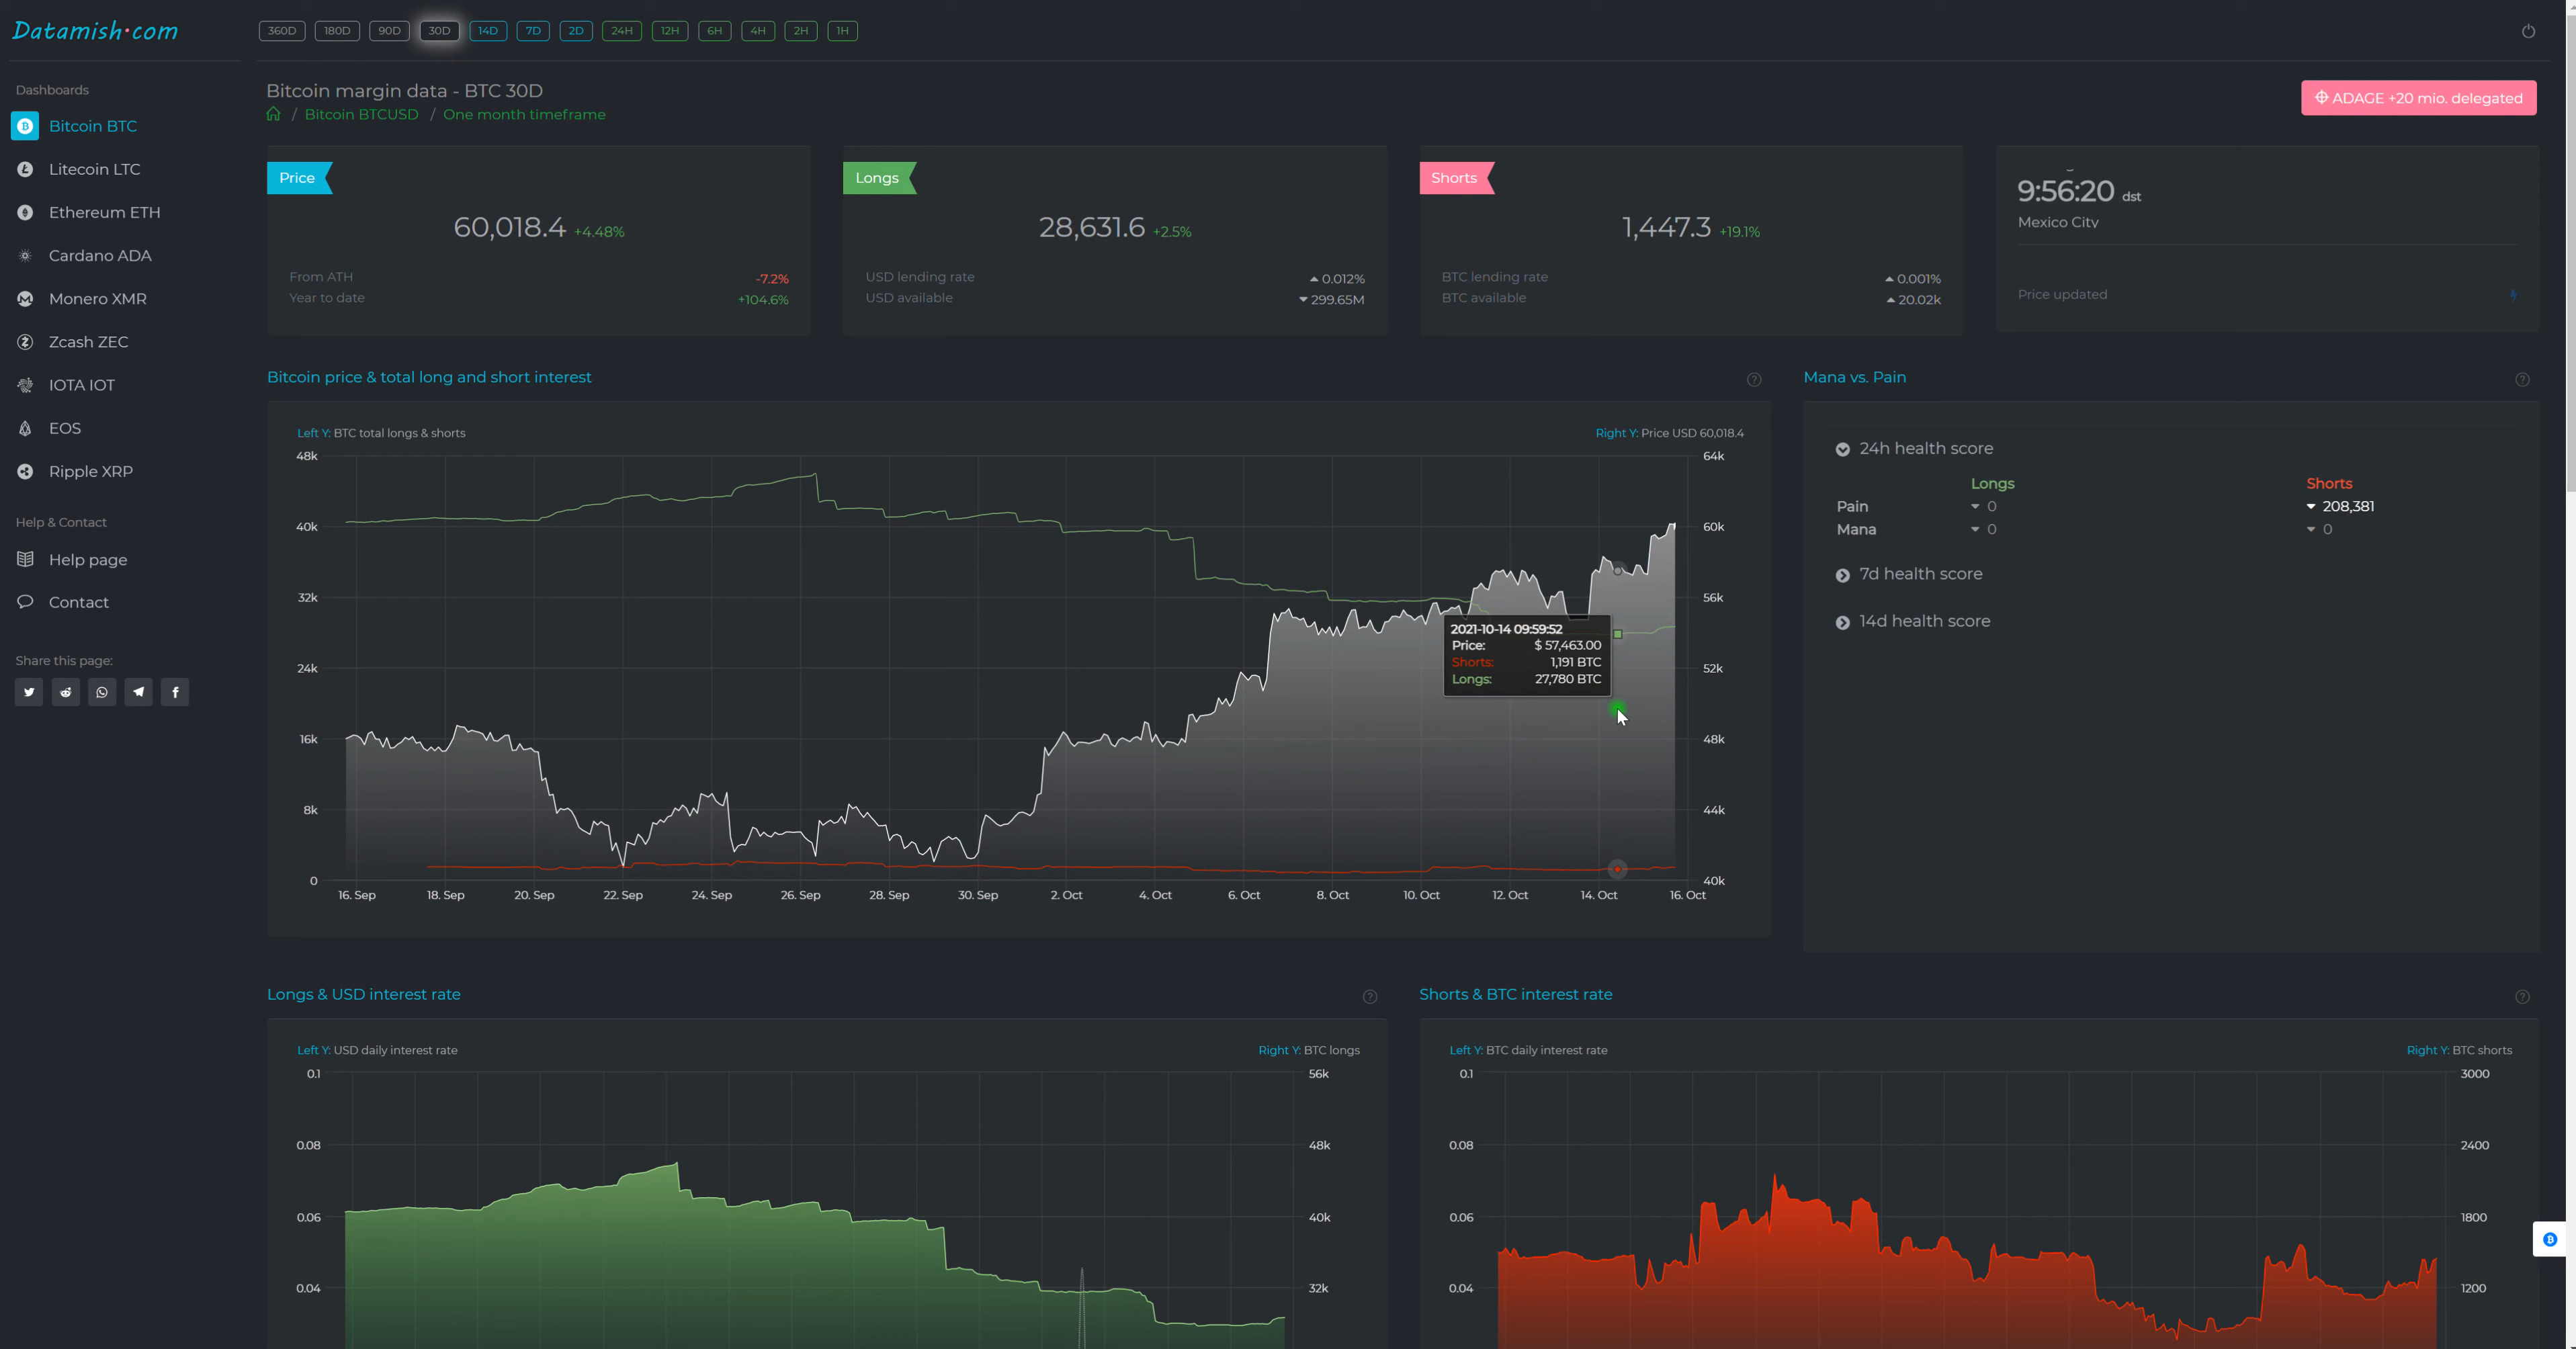 Datamish.com
360D 180D 90D 30D 14D 7D 2D 24H 12H 6H 4H 2H 1H
Dashboards
Bitcoin BTC
Litecoin LTC
Ethereum ETH
Cardano ADA
Monero XMR
Zcash ZEC
IOTA IOT
EOS
Ripple XRP
Help & Contact
Help page
Contact
Share this page:
Bitcoin margin data - BTC 30D
/ Bitcoin BTCUSD / One month timeframe
ADAGE +20 mio. delegated
Price
60,018.4 +4.48%
From ATH -7.2%
Year to date +104.6%
Longs
28,631.6 +2.5%
USD lending rate 0.012%
USD available 299.65M
Shorts
1,447.3 +19.1%
BTC lending rate 0.001%
BTC available 20.02k
9:56:20 dst
Mexico City
Price updated
Bitcoin price & total long and short interest
Left Y: BTC total longs & shorts
Right Y: Price USD 60,018.4
48k 64k
40k 60k
32k 56k
24k 52k
16k 48k
8k 44k
0 40k
16. Sep 18. Sep 20. Sep 22. Sep 24. Sep 26. Sep 28. Sep 30. Sep 2. Oct 4. Oct 6. Oct 8. Oct 10. Oct 12. Oct 14. Oct 16. Oct
2021-10-14 09:59:52
Price: $ 57,463.00
Shorts: 1,191 BTC
Longs: 27,780 BTC
Mana vs. Pain
24h health score
Longs Shorts
Pain 0 208,381
Mana 0 0
7d health score
14d health score
Longs & USD interest rate
Left Y: USD daily interest rate
Right Y: BTC longs
0.1 56k
0.08 48k
0.06 40k
0.04 32k
Shorts & BTC interest rate
Left Y: BTC daily interest rate
Right Y: BTC shorts
0.1 3000
0.08 2400
0.06 1800
0.04 1200